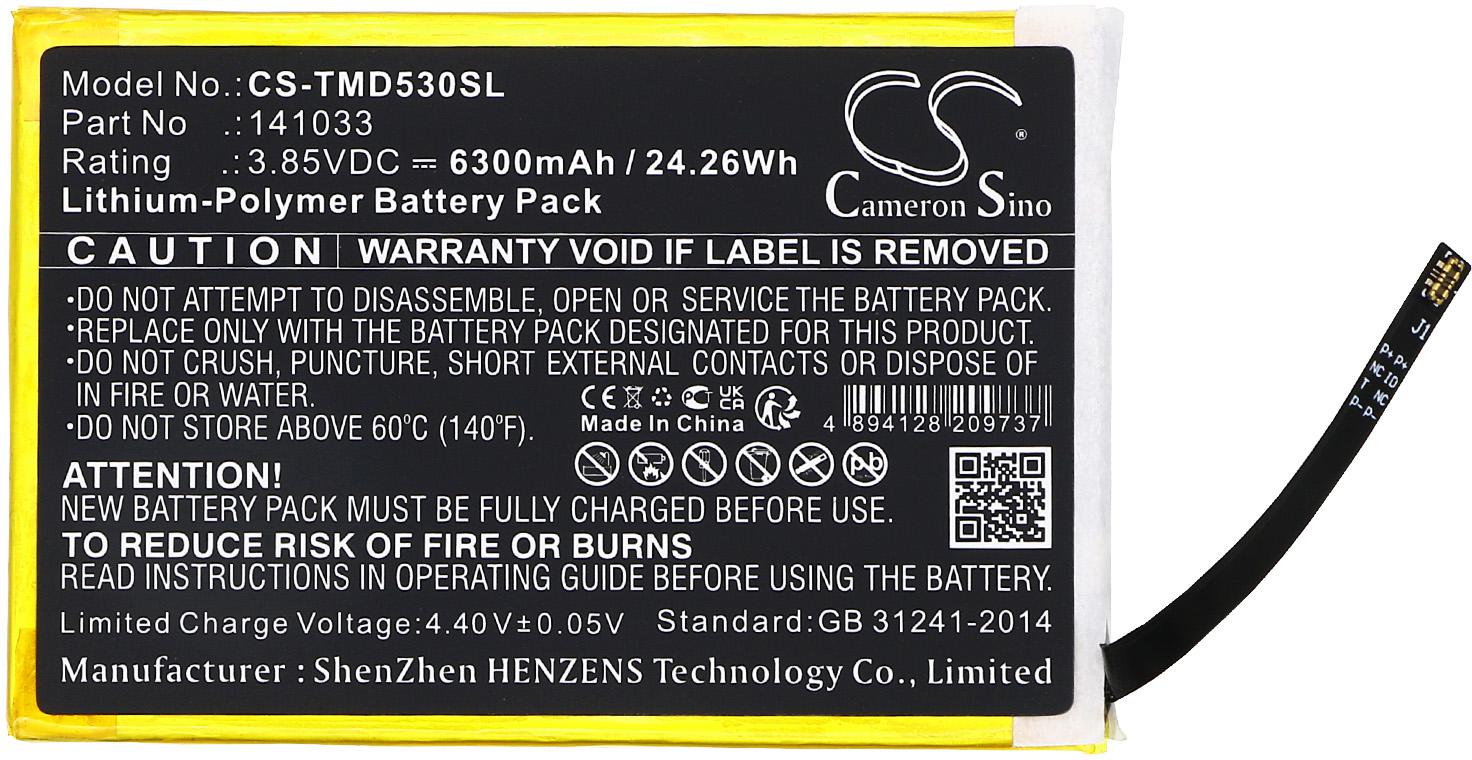 Model No.:CS-TMD530SL
Part No .:141033
Rating .:3.85VDC ⎓ 6300mAh / 24.26Wh
Lithium-Polymer Battery Pack
CS
®
Cameron Sino
CAUTION | WARRANTY VOID IF LABEL IS REMOVED
•DO NOT ATTEMPT TO DISASSEMBLE, OPEN OR SERVICE THE BATTERY PACK.
•REPLACE ONLY WITH THE BATTERY PACK DESIGNATED FOR THIS PRODUCT.
•DO NOT CRUSH, PUNCTURE, SHORT EXTERNAL CONTACTS OR DISPOSE OF
IN FIRE OR WATER.
•DO NOT STORE ABOVE 60°C (140°F).
CE UK CA
Made In China
4 894128 209737
Pb
ATTENTION!
NEW BATTERY PACK MUST BE FULLY CHARGED BEFORE USE.
TO REDUCE RISK OF FIRE OR BURNS
READ INSTRUCTIONS IN OPERATING GUIDE BEFORE USING THE BATTERY.
Limited Charge Voltage:4.40V±0.05V Standard:GB 31241-2014
Manufacturer : ShenZhen HENZENS Technology Co., Limited
J1
P+ P+
NC ID
T NC
P- P-